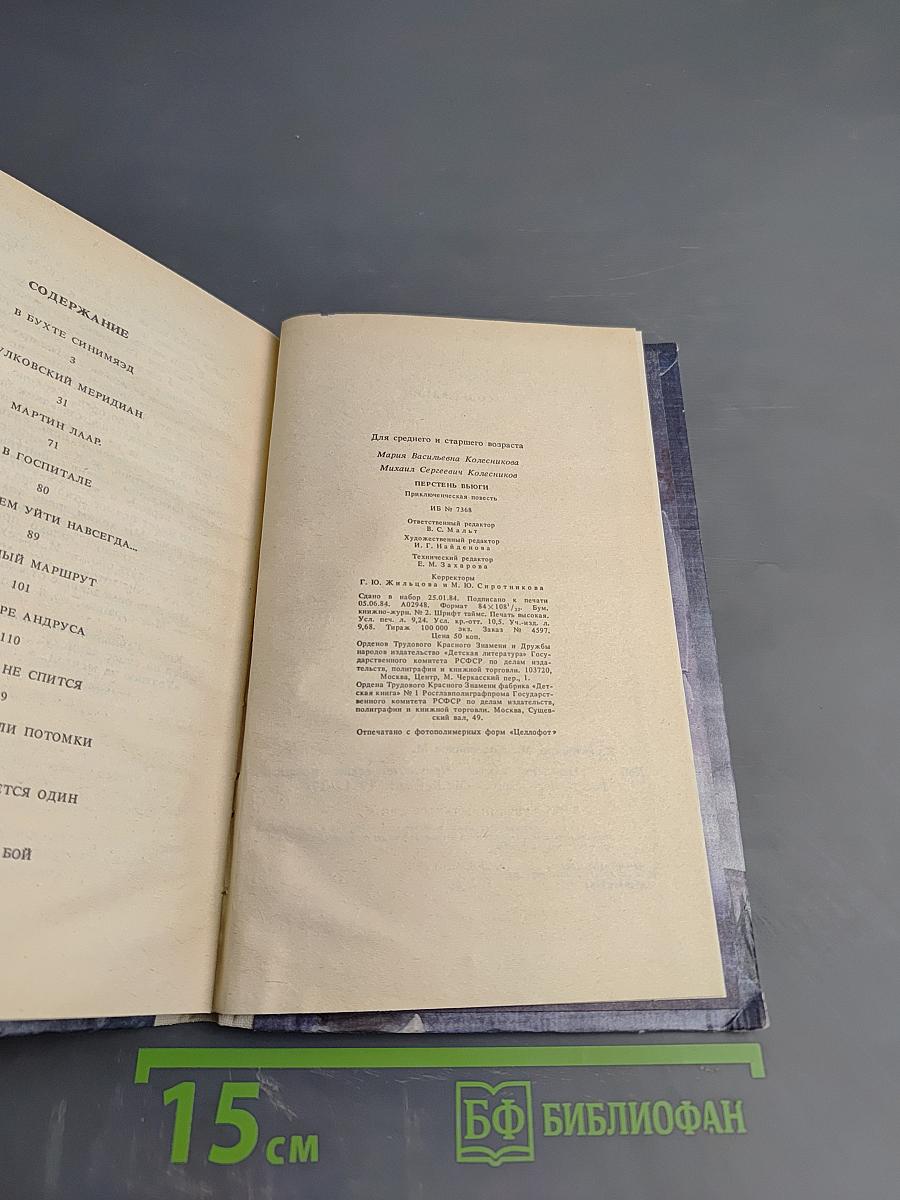 СОДЕРЖАНИЕ
В БУХТЕ СИНИМЯЭД
3
УЛКОВСКИЙ МЕРИДИАН
31
МАРТИН ЛААР.
71
В ГОСПИТАЛЕ
80
ЕМ УЙТИ НАВСЕГДА...
89
НЫЙ МАРШРУТ
101
РЕ АНДРУСА
110
НЕ СПИТСЯ
9
ЛИ ПОТОМКИ
ЕТСЯ ОДИН
БОЙ
Для среднего и старшего возраста
Мария Васильевна Колесникова
Михаил Сергеевич Колесников
ПЕРСТЕНЬ ВЬЮГИ
Приключенческая повесть
ИБ № 7368
Ответственный редактор
В. С. Мальт
Художественный редактор
И. Г. Найденова
Технический редактор
Е. М. Захарова
Корректоры
Г. Ю. Жильцова и М. Ю. Сиротникова
Сдано в набор 25.01.84. Подписано к печати
05.06.84. А02948. Формат 84×108¹/₃₂. Бум.
книжно-журн. № 2. Шрифт таймс. Печать высокая.
Усл. печ. л. 9,24. Усл. кр.-отт. 10,5. Уч.-изд. л.
9,68. Тираж 100 000 экз. Заказ № 4597.
Цена 50 коп.
Орденов Трудового Красного Знамени и Дружбы
народов издательство «Детская литература» Госу-
дарственного комитета РСФСР по делам изда-
тельств, полиграфии и книжной торговли. 103720,
Москва, Центр, М. Черкасский пер., 1.
Ордена Трудового Красного Знамени фабрика «Дет-
ская книга» № 1 Росглавполиграфпрома Государст-
венного комитета РСФСР по делам издательств,
полиграфии и книжной торговли. Москва, Сущев-
ский вал, 49.
Отпечатано с фотополимерных форм «Целлофот»
15 см
БФ БИБЛИОФАН